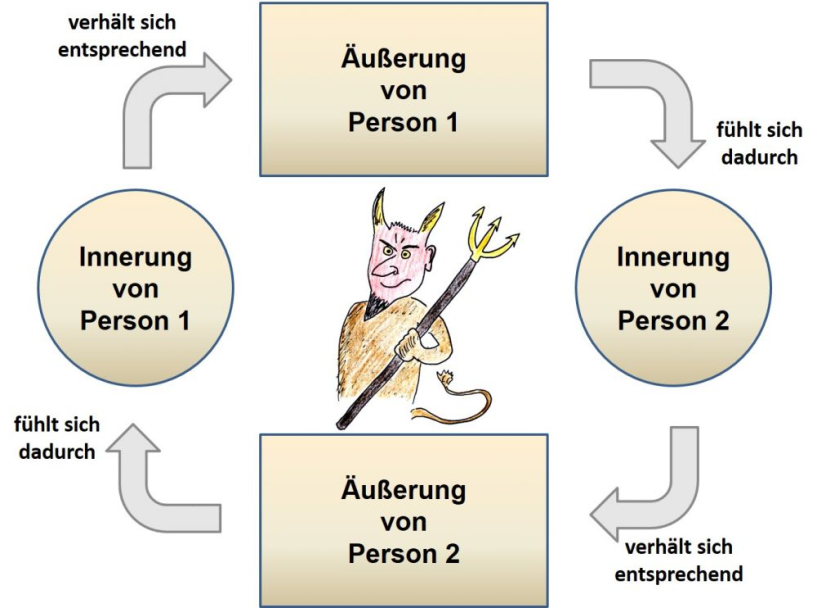 verhält sich
entsprechend
Äußerung
von
Person 1
fühlt sich
dadurch
Innerung
von
Person 1
Innerung
von
Person 2
fühlt sich
dadurch
Äußerung
von
Person 2
verhält sich
entsprechend